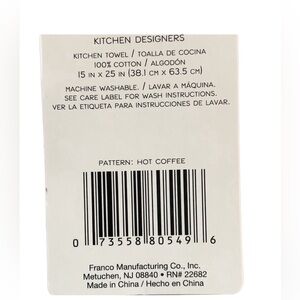 KITCHEN DESIGNERS
KITCHEN TOWEL / TOALLA DE COCINA
100% COTTON / ALGODÓN
15 IN X 25 IN (38.1 CM X 63.5 CM)
MACHINE WASHABLE. / LAVAR A MÁQUINA.
SEE CARE LABEL FOR WASH INSTRUCTIONS.
VER LA ETIQUETA PARA INSTRUCCIONES DE LAVAR.
PATTERN: HOT COFFEE
0 73558 80549 6
Franco Manufacturing Co., Inc.
Metuchen, NJ 08840 • RN# 22682
Made in China / Hecho en China